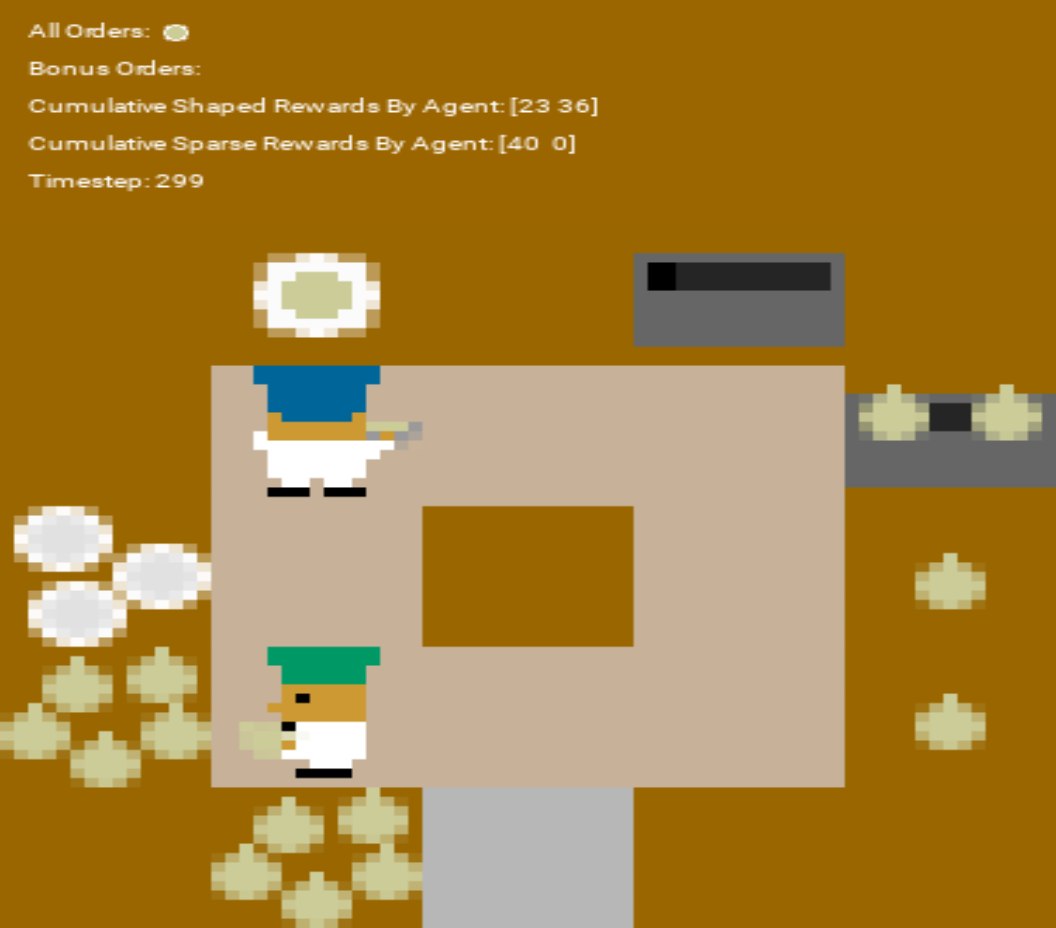 All Orders:
Bonus Orders:
Cumulative Shaped Rewards By Agent: [23 36]
Cumulative Sparse Rewards By Agent: [40  0]
Timestep: 299